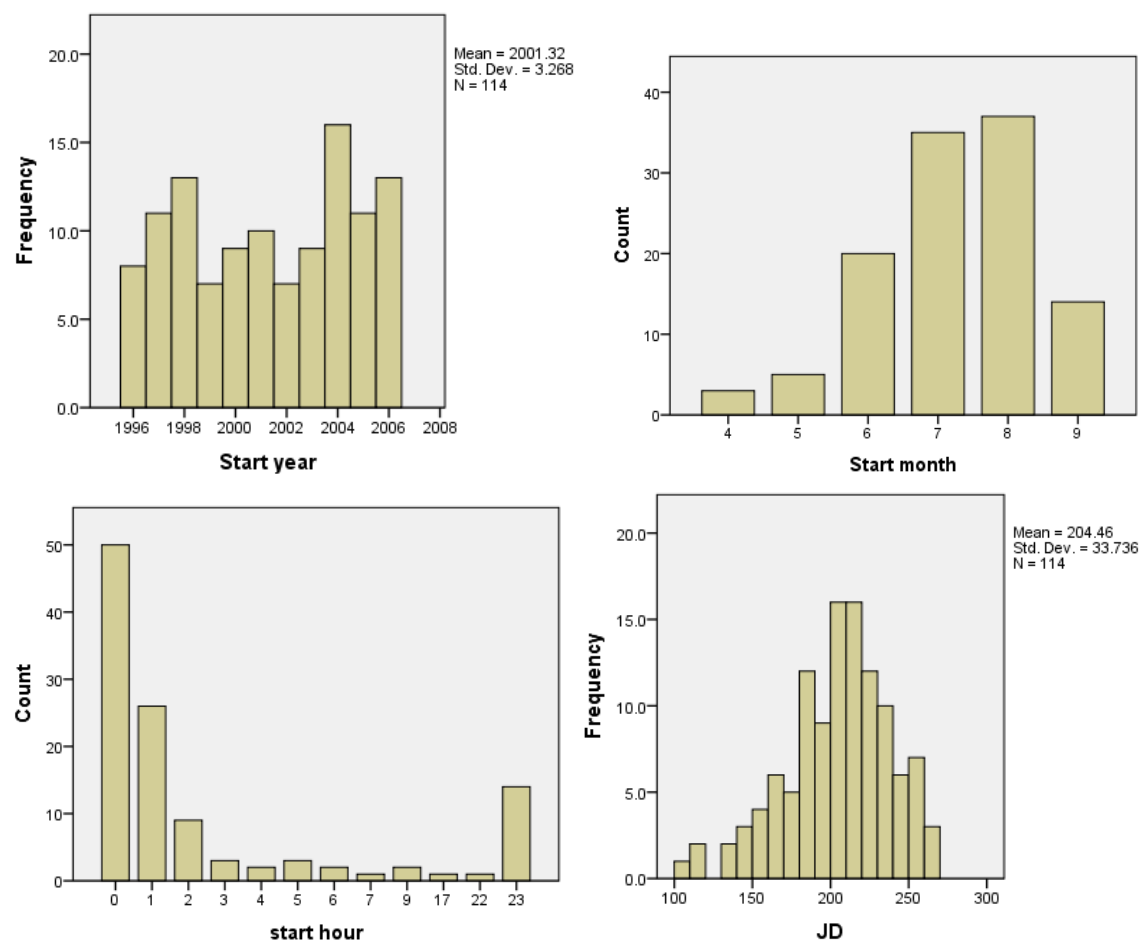 20.0
15.0
10.0
5.0
0.0
Frequency
1996 1998 2000 2002 2004 2006 2008
Start year
Mean = 2001.32
Std. Dev. = 3.268
N = 114
40
30
20
10
0
Count
4 5 6 7 8 9
Start month
50
40
30
20
10
0
Count
0 1 2 3 4 5 6 7 9 17 22 23
start hour
20.0
15.0
10.0
5.0
0.0
Frequency
100 150 200 250 300
JD
Mean = 204.46
Std. Dev. = 33.736
N = 114